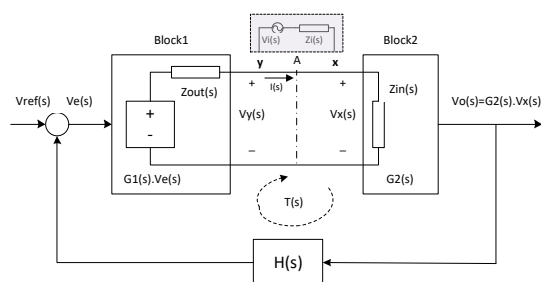 Vi(s) Zi(s)
Block1 y A x Block2
Zout(s) I(s)
Vref(s) Ve(s) + + Zin(s) Vo(s)=G2(s).Vx(s)
+
- Vy(s) Vx(s)
– –
G1(s).Ve(s) G2(s)
T(s)
H(s)